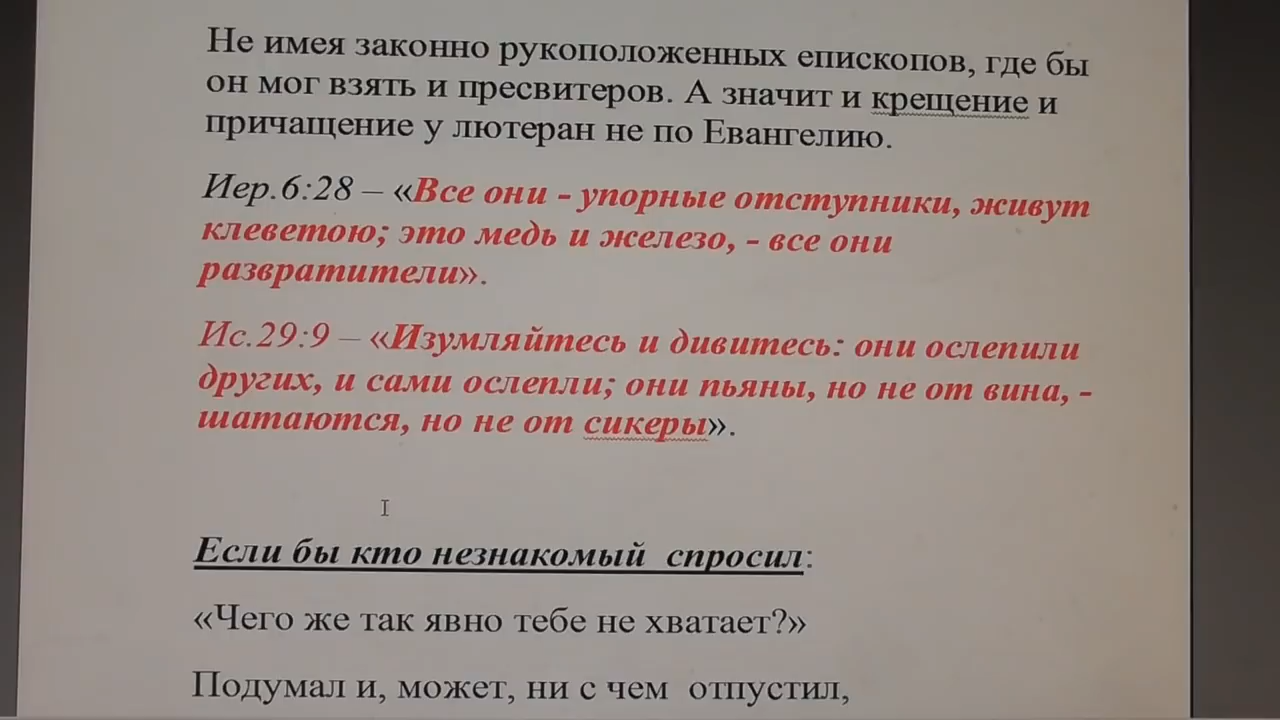 Не имея законно рукоположенных епископов, где бы
он мог взять и пресвитеров. А значит и крещение и
причащение у лютеран не по Евангелию.
Иер.6:28 – «Все они - упорные отступники, живут
клеветою; это медь и железо, - все они
развратители».
Ис.29:9 – «Изумляйтесь и дивитесь: они ослепили
других, и сами ослепли; они пьяны, но не от вина, -
шатаются, но не от сикеры».
Если бы кто незнакомый  спросил:
«Чего же так явно тебе не хватает?»
Подумал и, может, ни с чем  отпустил,